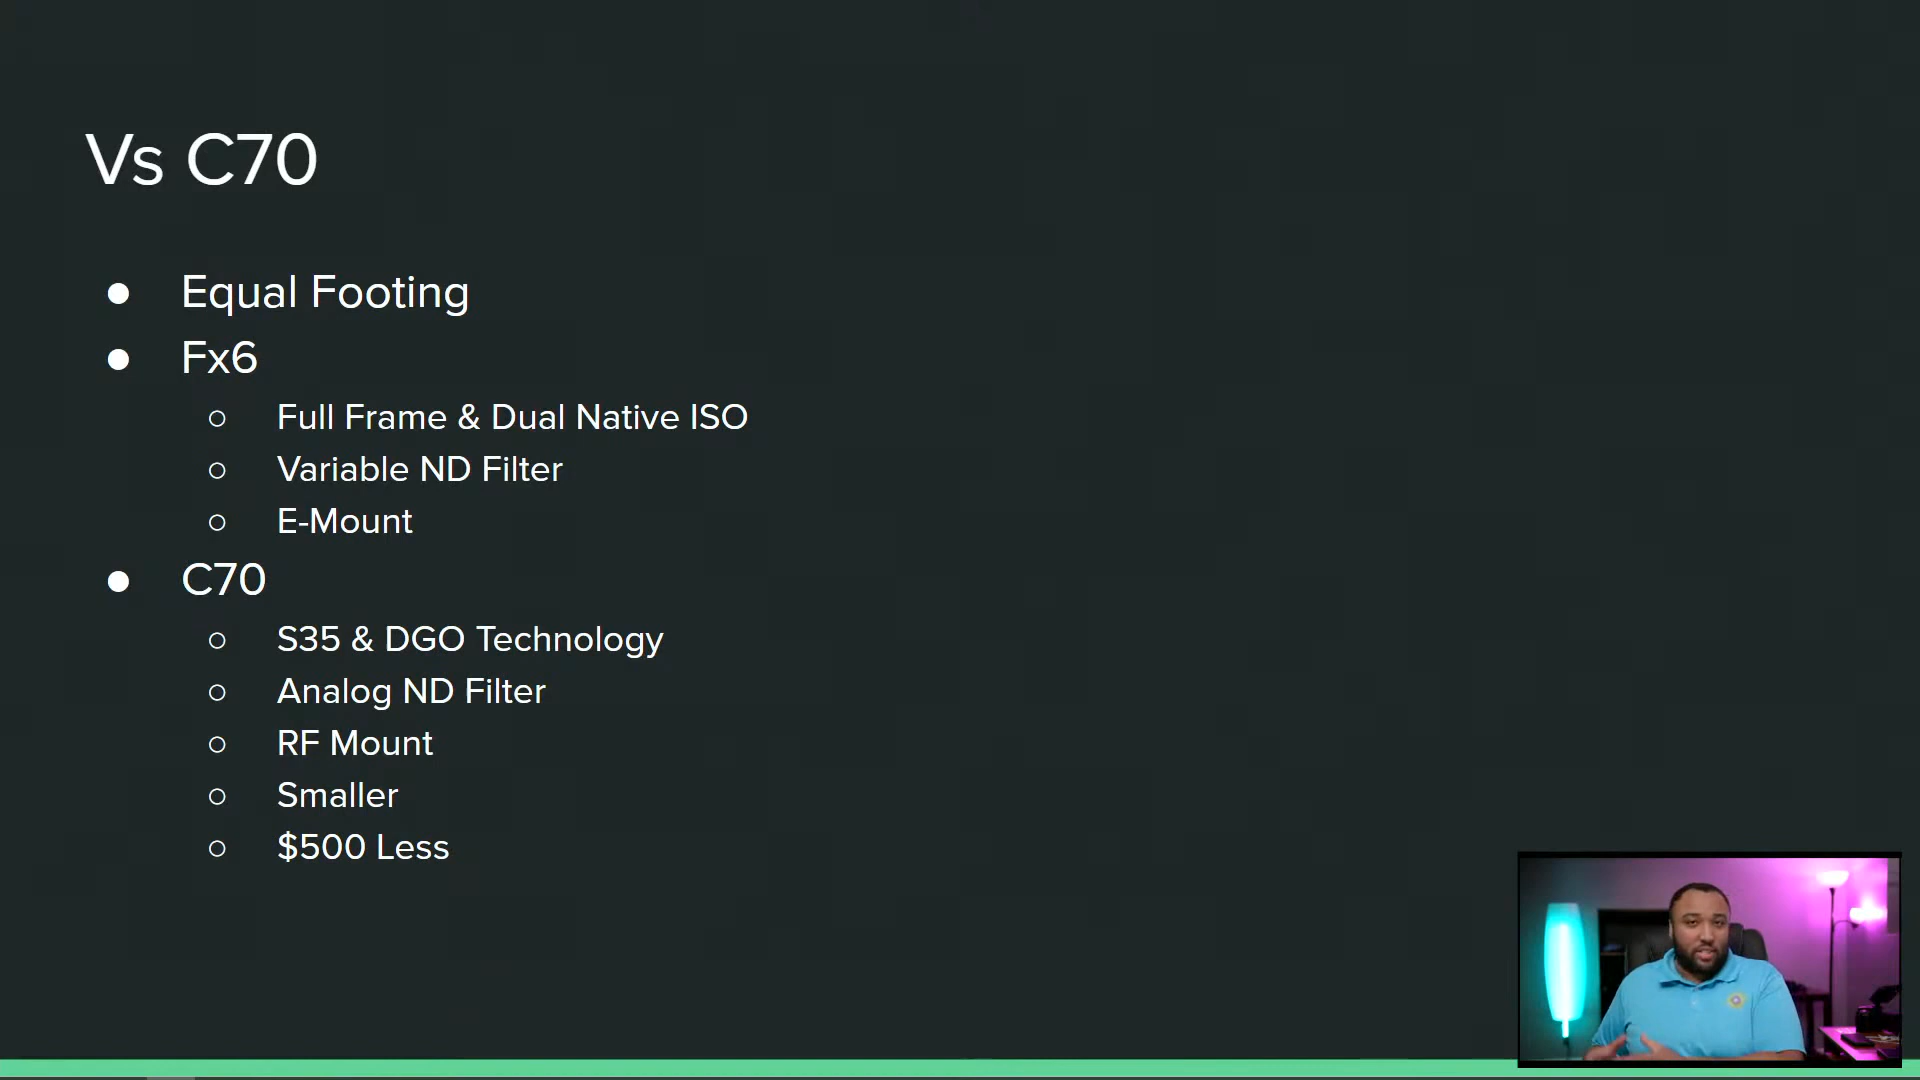 Vs C70
● Equal Footing
● Fx6
○ Full Frame & Dual Native ISO
○ Variable ND Filter
○ E-Mount
● C70
○ S35 & DGO Technology
○ Analog ND Filter
○ RF Mount
○ Smaller
○ $500 Less